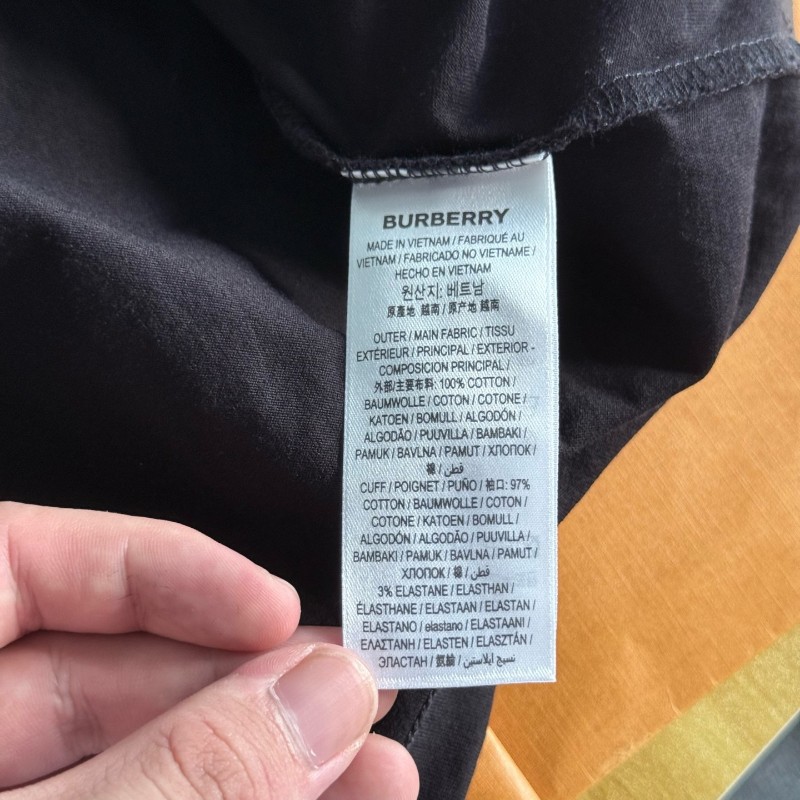 BURBERRY
MADE IN VIETNAM / FABRIQUÉ AU
VIETNAM / FABRICADO NO VIETNAME /
HECHO EN VIETNAM
원산지: 베트남
原產地 越南 / 原产地 越南
OUTER / MAIN FABRIC / TISSU
EXTÉRIEUR / PRINCIPAL / EXTERIOR -
COMPOSICION PRINCIPAL /
外部/主要布料: 100% COTTON /
BAUMWOLLE / COTON / COTONE /
KATOEN / BOMULL / ALGODÓN /
ALGODÃO / PUUVILLA / BAMBAKI /
PAMUK / BAVLNA / PAMUT / ХЛОПОК /
棉 / قطن /
CUFF / POIGNET / PUÑO / 袖口: 97%
COTTON / BAUMWOLLE / COTON /
COTONE / KATOEN / BOMULL /
ALGODÓN / ALGODÃO / PUUVILLA /
BAMBAKI / PAMUK / BAVLNA / PAMUT /
ХЛОПОК / 棉 / قطن /
3% ELASTANE / ELASTHAN /
ÉLASTHANE / ELASTAAN / ELASTAN /
ELASTANO / elastano / ELASTAANI /
ΕΛΑΣΤΑΝΗ / ELASTEN / ELASZTÁN /
ЭЛАСТАН / 氨綸 / نسيج ايلاستين /